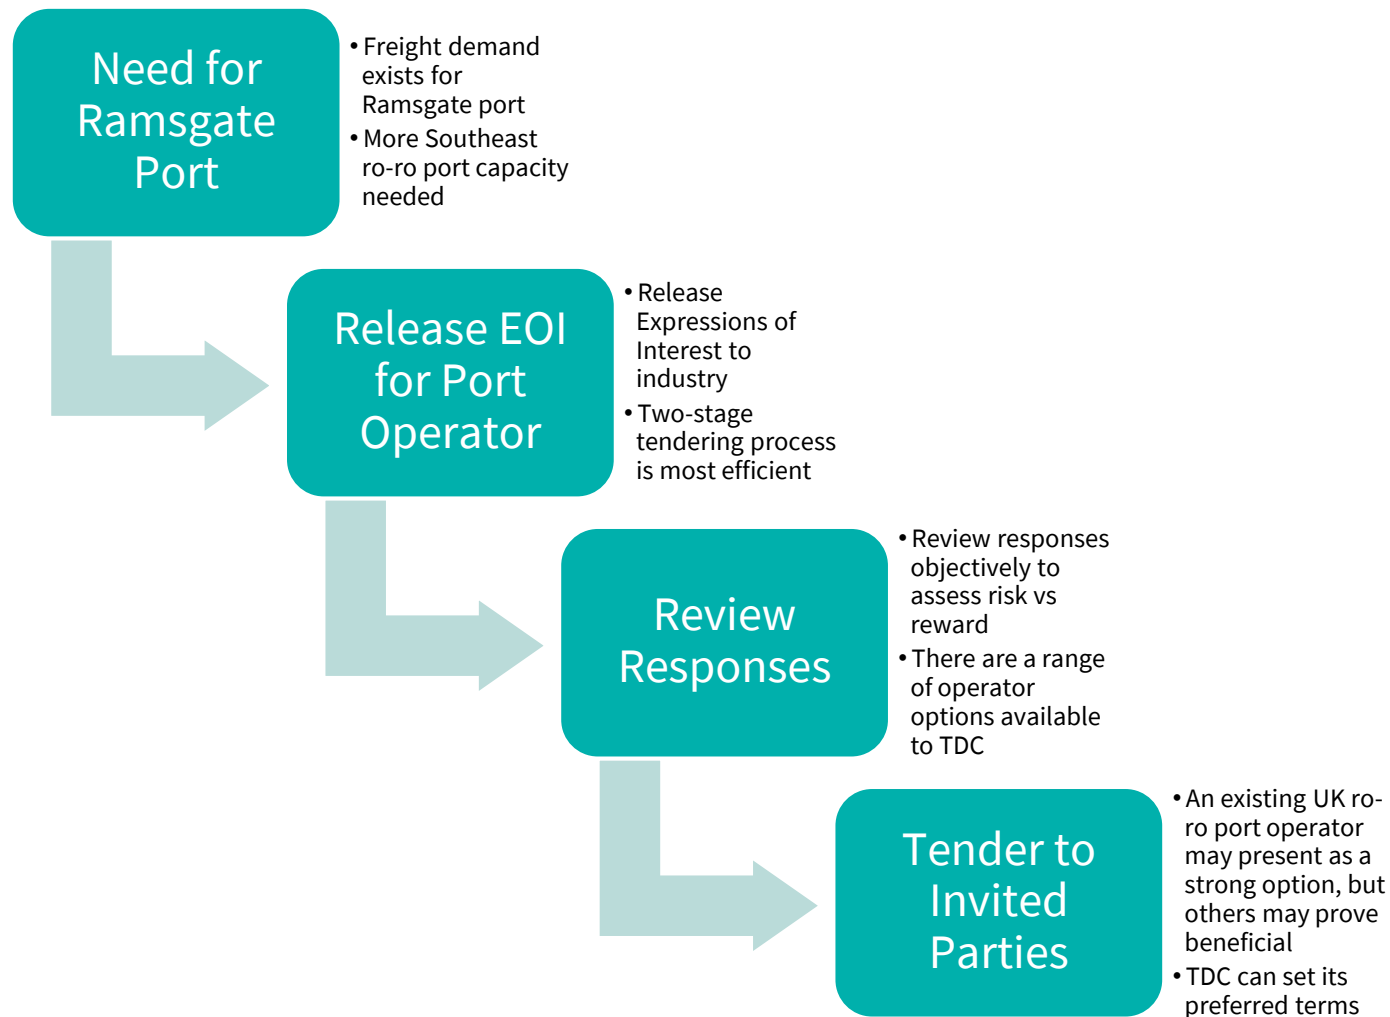 Need for
Ramsgate
Port
• Freight demand
exists for
Ramsgate port
• More Southeast
ro-ro port capacity
needed
Release EOI
for Port
Operator
• Release
Expressions of
Interest to
industry
• Two-stage
tendering process
is most efficient
Review
Responses
• Review responses
objectively to
assess risk vs
reward
• There are a range
of operator
options available
to TDC
Tender to
Invited
Parties
• An existing UK ro-
ro port operator
may present as a
strong option, but
others may prove
beneficial
• TDC can set its
preferred terms